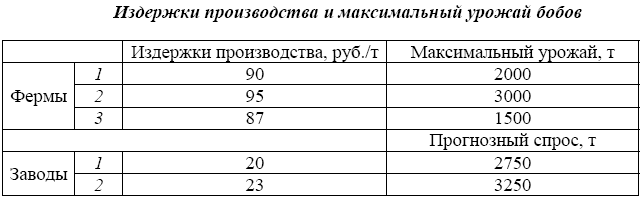 Издержки производства и максимальный урожай бобов
Издержки производства, руб./т Максимальный урожай, т
Фермы 1 90 2000
2 95 3000
3 87 1500
Прогнозный спрос, т
Заводы 1 20 2750
2 23 3250